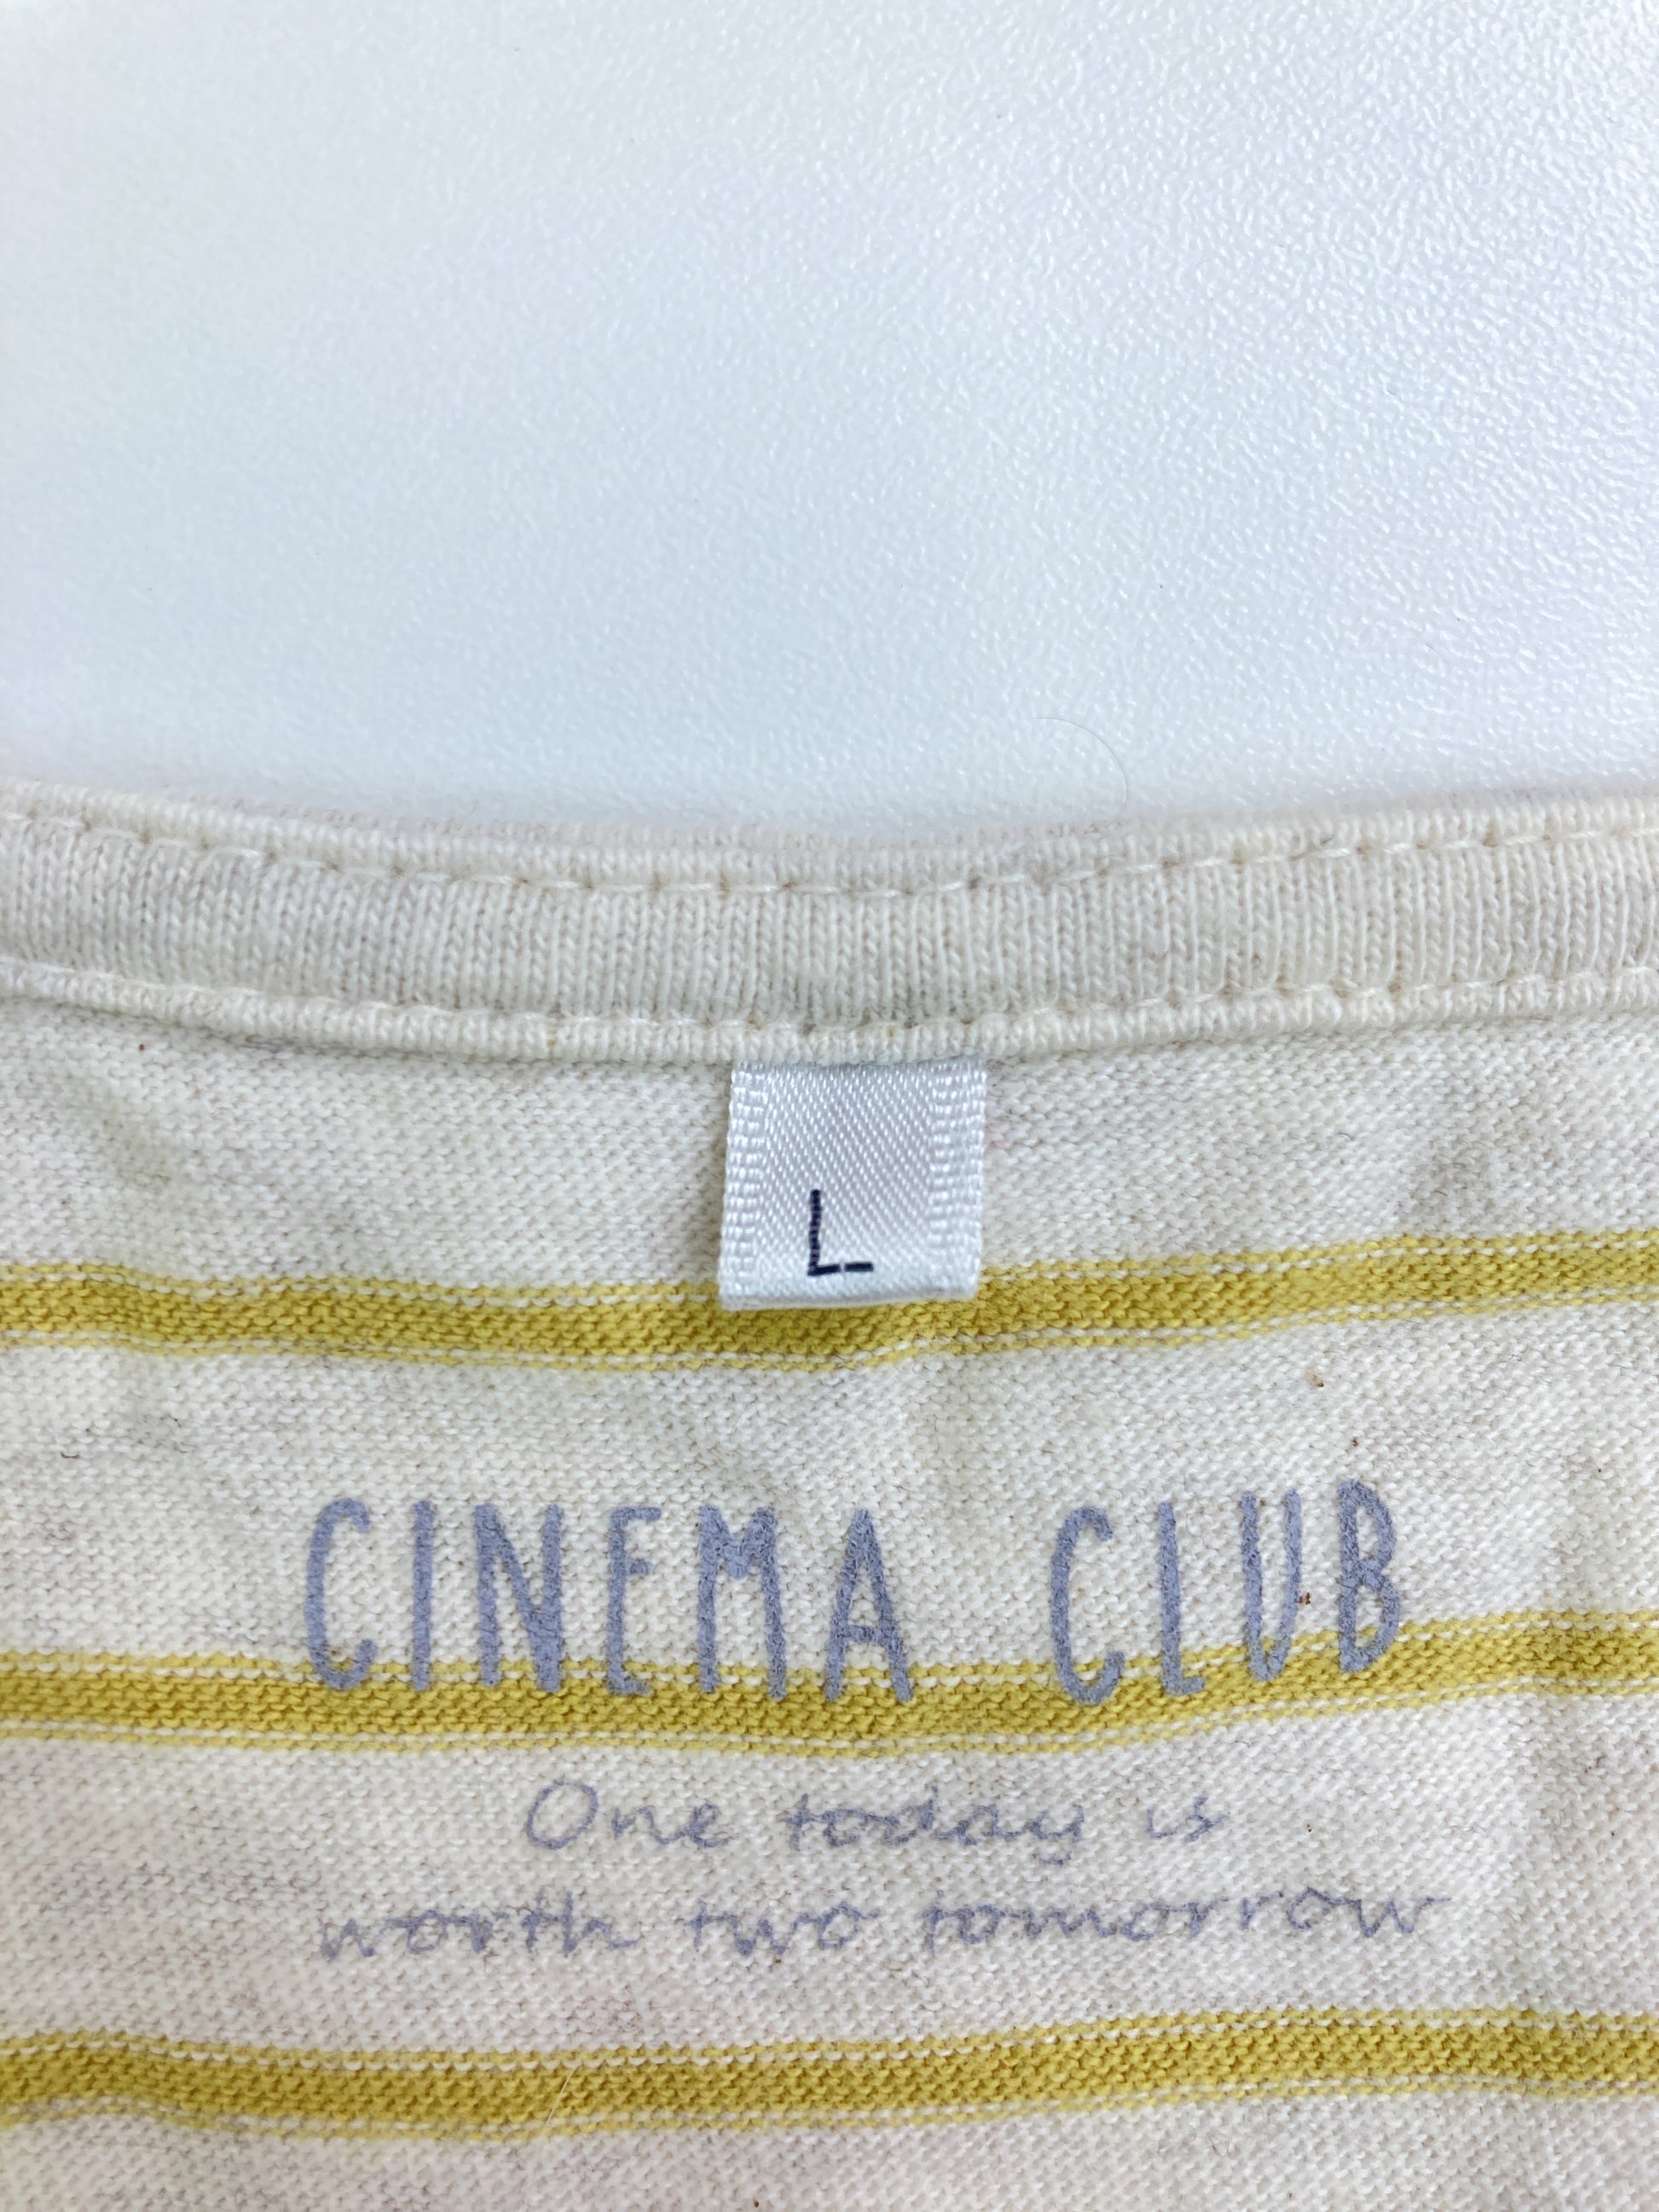 L
CINEMA CLUB
One today is
worth two tomorrow